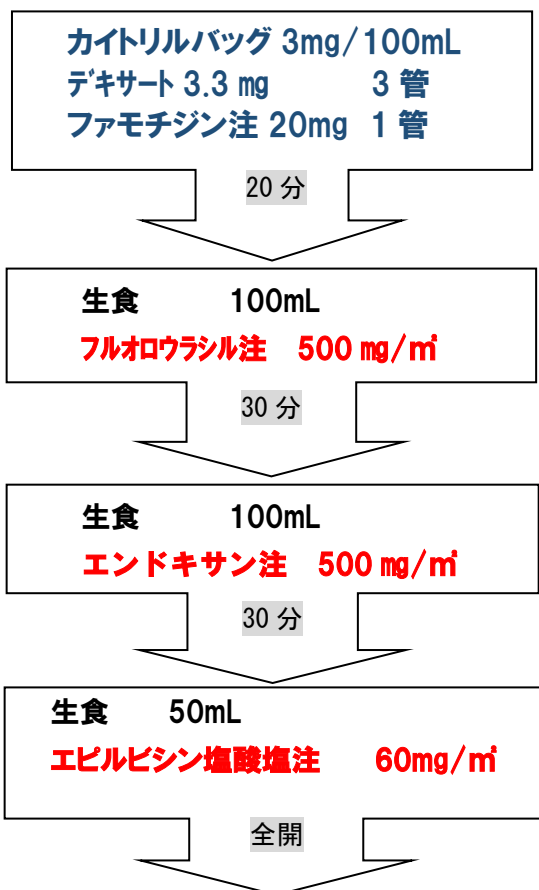 カイトリルバッグ 3mg/100mL
デキサート 3.3 ㎎ 3 管
ファモチジン注 20mg 1 管
20 分
生食 100mL
フルオロウラシル注 500 ㎎/㎡
30 分
生食 100mL
エンドキサン注 500 ㎎/㎡
30 分
生食 50mL
エピルビシン塩酸塩注 60mg/㎡
全開